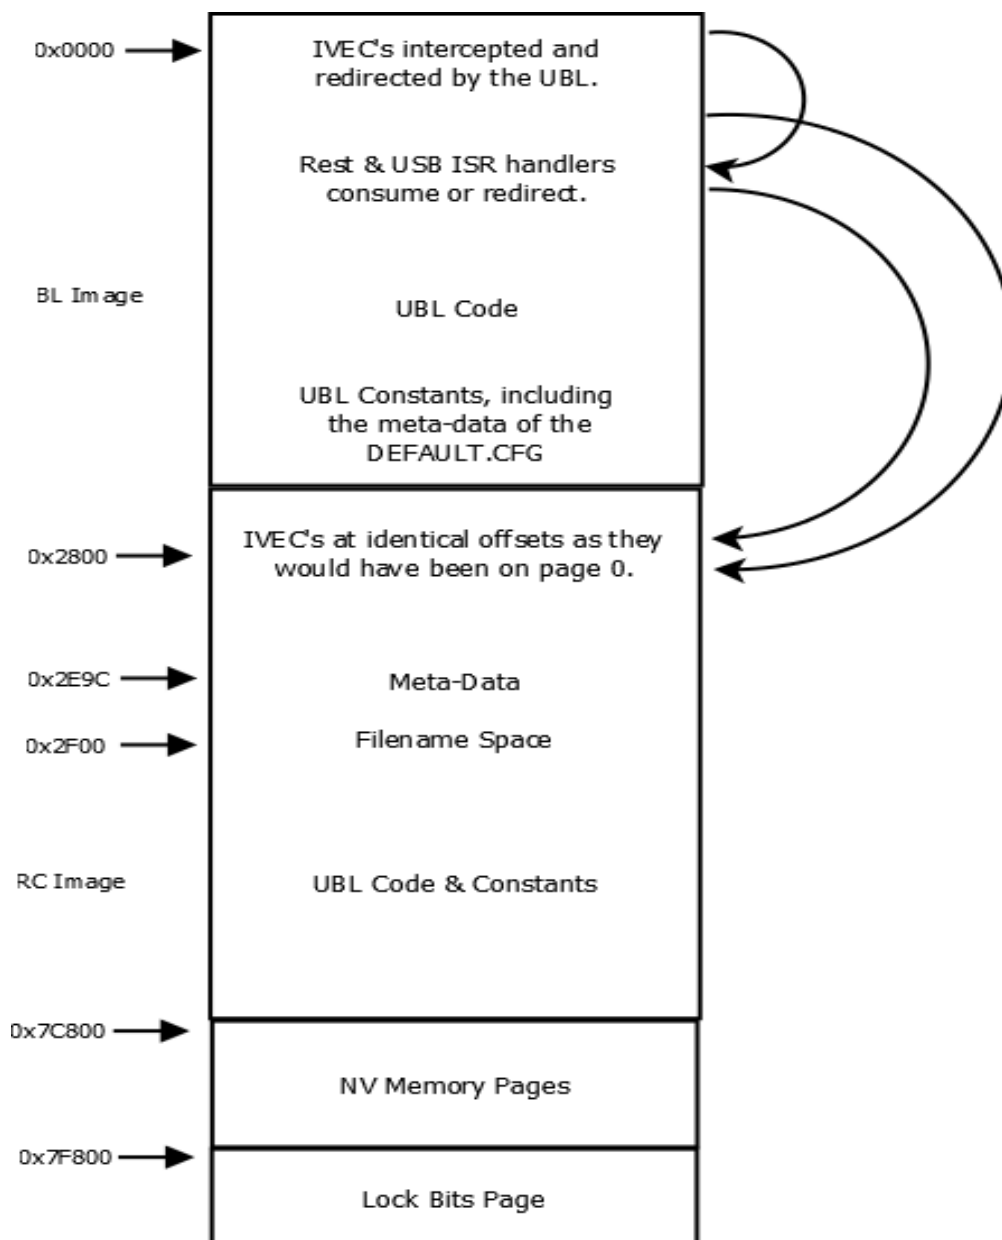 0x0000
IVEC's intercepted and
redirected by the UBL.
Rest & USB ISR handlers
consume or redirect.
BL Image
UBL Code
UBL Constants, including
the meta-data of the
DEFAULT.CFG
0x2800
IVEC's at identical offsets as they
would have been on page 0.
0x2E9C
Meta-Data
0x2F00
Filename Space
RC Image
UBL Code & Constants
0x7C800
NV Memory Pages
0x7F800
Lock Bits Page